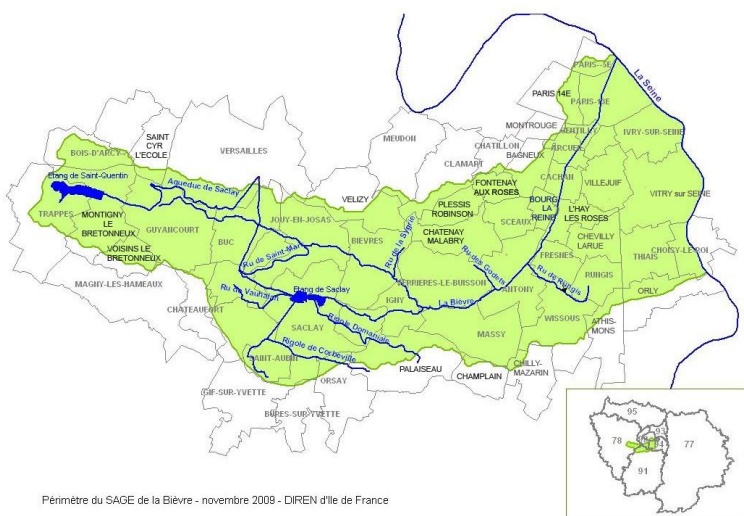 PARIS-5E
La Seine
PARIS 14E
PARIS-13E
MONTROUGE
GENTILLY
IVRY-SUR-SEINE
SAINT
CYR
L'ECOLE
BOIS-D'ARCY
VERSAILLES
MEUDON
CHATILLON
BAGNEUX
ARCUEIL
CLAMART
Etang de Saint-Quentin
Aqueduc de Saclay
CACHAN
VILLEJUIF
FONTENAY
AUX ROSES
VITRY sur SEINE
VELIZY
PLESSIS
ROBINSON
BOURG
LA
REINE
L'HAY
LES ROSES
TRAPPES
MONTIGNY
LE
BRETONNEUX
GUYANCOURT
JOUY-EN-JOSAS
SCEAUX
CHATENAY
MALABRY
BUC
BIEVRES
Ru de la Sygrie
CHEVILLY
LARUE
VOISINS LE
BRETONNEUX
Ru de Saint-Marc
Ru des Godets
FRESNES
THIAIS
CHOISY-LE-ROI
MAGNY-LES-HAMEAUX
Ru de Rungis
RUNGIS
VERRIERES-LE-BUISSON
ANTONY
ORLY
Ru de Vauhallan
Etang de Saclay
IGNY
La Bièvre
CHATEAUFORT
WISSOUS
ATHIS-
MONS
SACLAY
Rigole Domaniale
MASSY
Rigole de Corbeville
SAINT-AUBIN
PALAISEAU
CHAMPLAIN
CHILLY-
MAZARIN
ORSAY
GIF-SUR-YVETTE
BURES-SUR-YVETTE
95
78
93
94
77
91
Périmètre du SAGE de la Bièvre - novembre 2009 - DIREN d'Ile de France